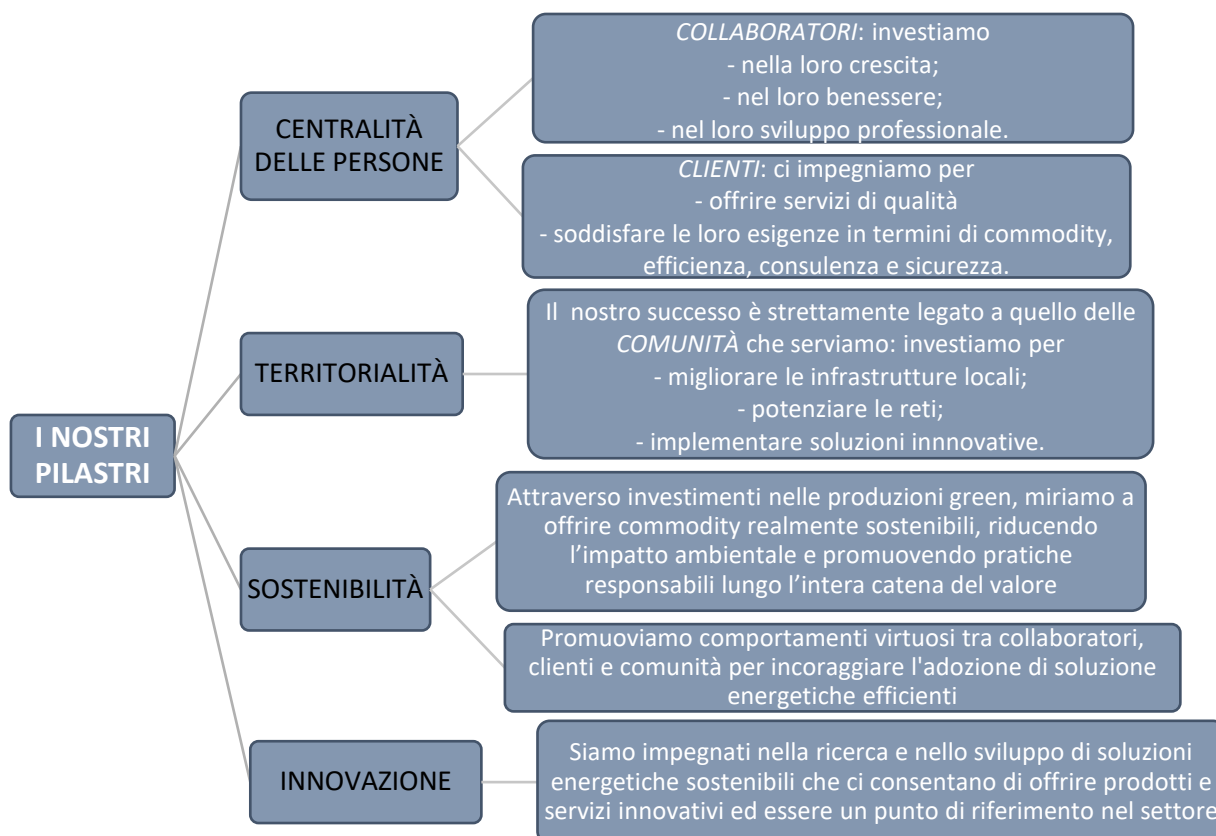 I NOSTRI
PILASTRI
CENTRALITÀ
DELLE PERSONE
COLLABORATORI: investiamo
- nella loro crescita;
- nel loro benessere;
- nel loro sviluppo professionale.
CLIENTI: ci impegniamo per
- offrire servizi di qualità
- soddisfare le loro esigenze in termini di commodity,
efficienza, consulenza e sicurezza.
TERRITORIALITÀ
Il nostro successo è strettamente legato a quello delle
COMUNITÀ che serviamo: investiamo per
- migliorare le infrastrutture locali;
- potenziare le reti;
- implementare soluzioni innnovative.
SOSTENIBILITÀ
Attraverso investimenti nelle produzioni green, miriamo a
offrire commodity realmente sostenibili, riducendo
l’impatto ambientale e promuovendo pratiche
responsabili lungo l’intera catena del valore
Promuoviamo comportamenti virtuosi tra collaboratori,
clienti e comunità per incoraggiare l'adozione di soluzione
energetiche efficienti
INNOVAZIONE
Siamo impegnati nella ricerca e nello sviluppo di soluzioni
energetiche sostenibili che ci consentano di offrire prodotti e
servizi innovativi ed essere un punto di riferimento nel settore